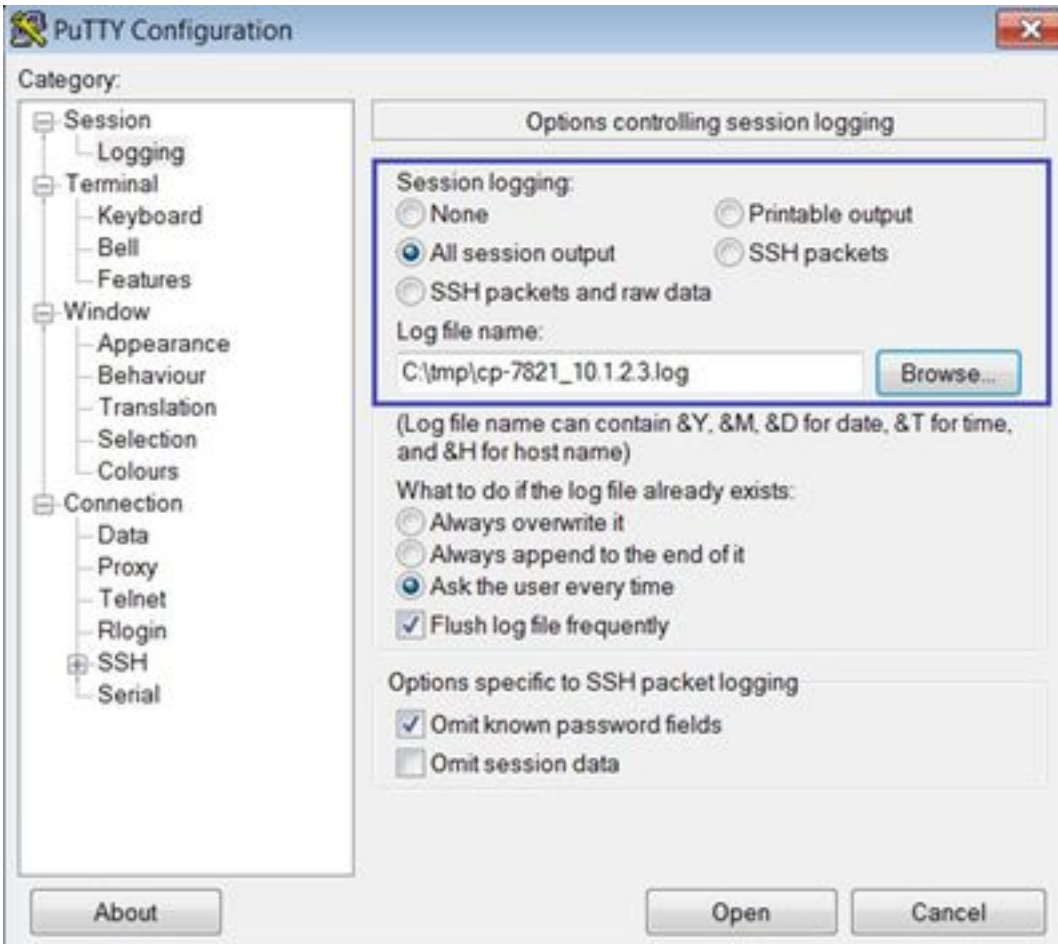 PuTTY Configuration
Category:
Session
Logging
Terminal
Keyboard
Bell
Features
Window
Appearance
Behaviour
Translation
Selection
Colours
Connection
Data
Proxy
Telnet
Rlogin
SSH
Serial
Options controlling session logging
Session logging:
None Printable output
All session output SSH packets
SSH packets and raw data
Log file name:
C:\tmp\cp-7821_10.1.2.3.log Browse...
(Log file name can contain &Y, &M, &D for date, &T for time,
and &H for host name)
What to do if the log file already exists:
Always overwrite it
Always append to the end of it
Ask the user every time
Flush log file frequently
Options specific to SSH packet logging
Omit known password fields
Omit session data
About Open Cancel